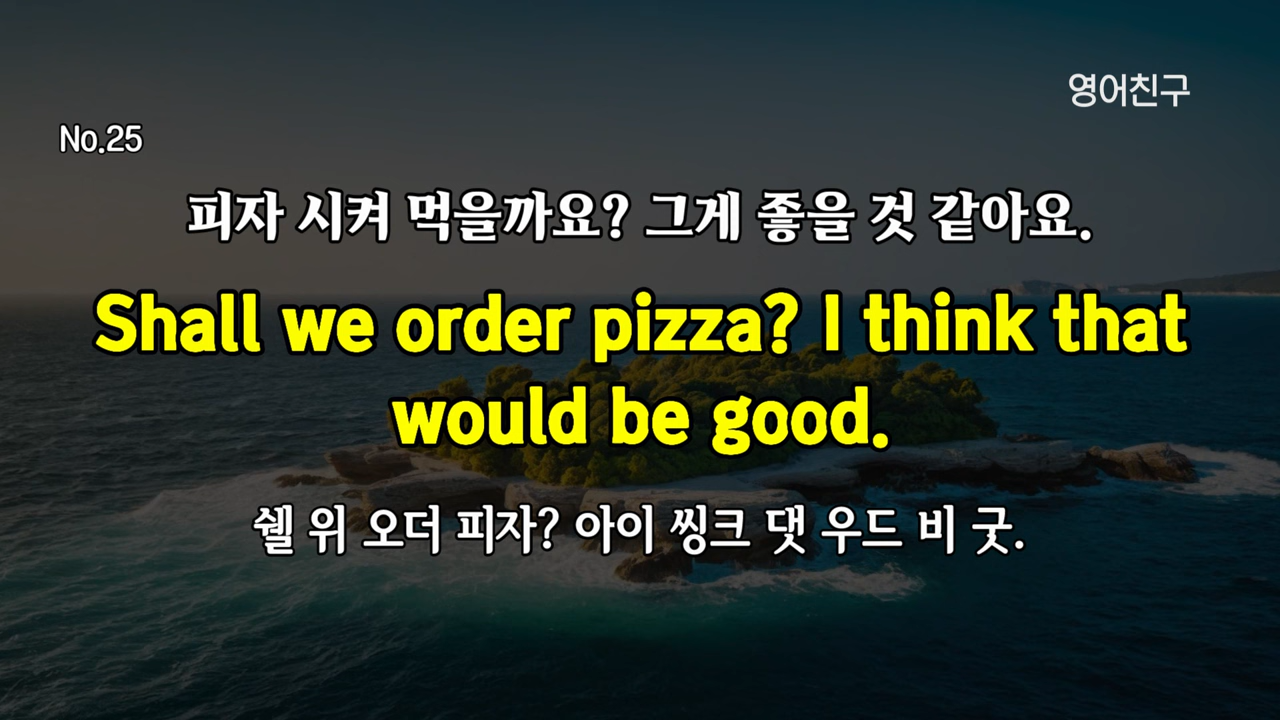 영어친구
No.25
피자 시켜 먹을까요? 그게 좋을 것 같아요.
Shall we order pizza? I think that
would be good.
쉘 위 오더 피자? 아이 씽크 댓 우드 비 굿.